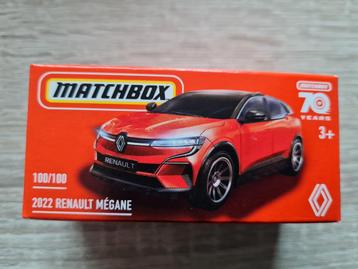 MATCHBOX
MATCHBOX
70
YEARS
3+
RENAULT
100/100
2022 RENAULT MÉGANE